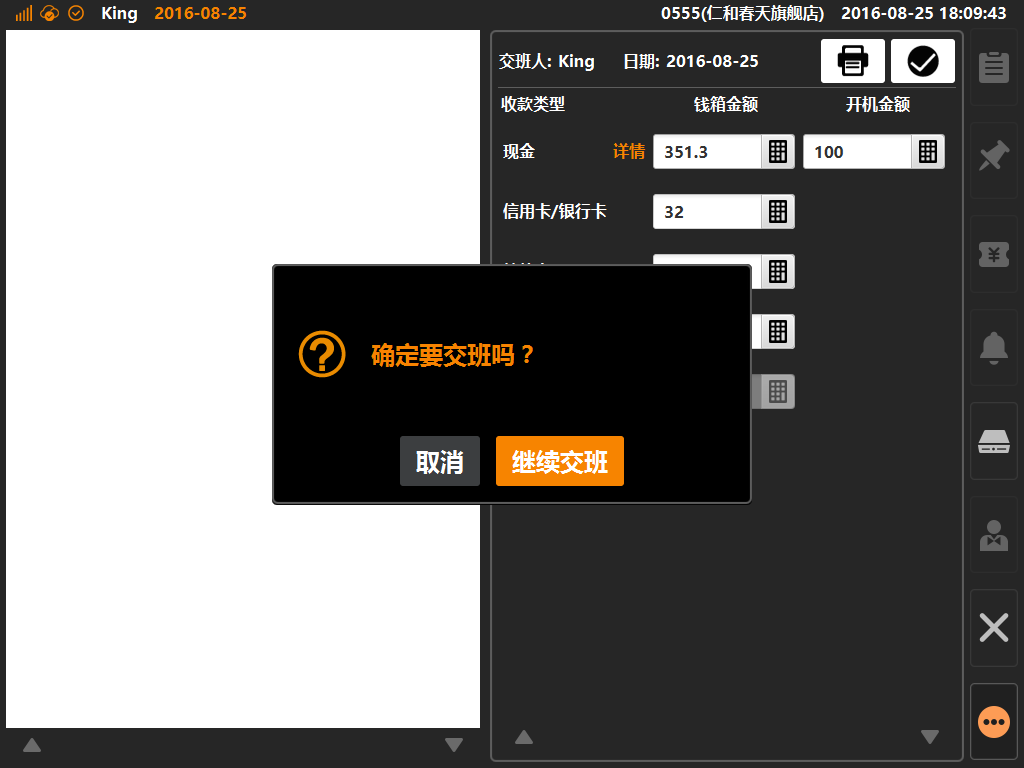 King 2016-08-25 0555(仁和春天旗舰店) 2016-08-25 18:09:43
交班人: King 日期: 2016-08-25
收款类型 钱箱金额 开机金额
现金 详情 351.3 100
信用卡/银行卡 32
确定要交班吗？
取消 继续交班